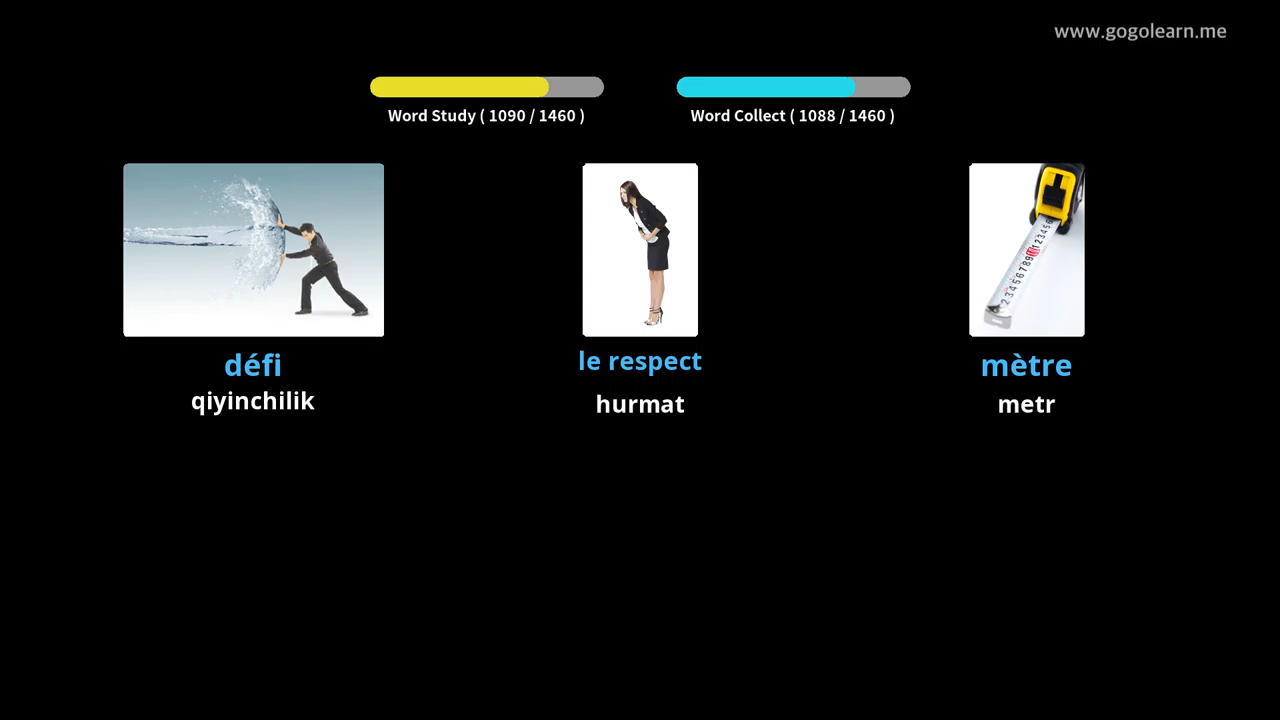 www.gogolearn.me
Word Study ( 1090 / 1460 )
Word Collect ( 1088 / 1460 )
défi
qiyinchilik
le respect
hurmat
mètre
metr